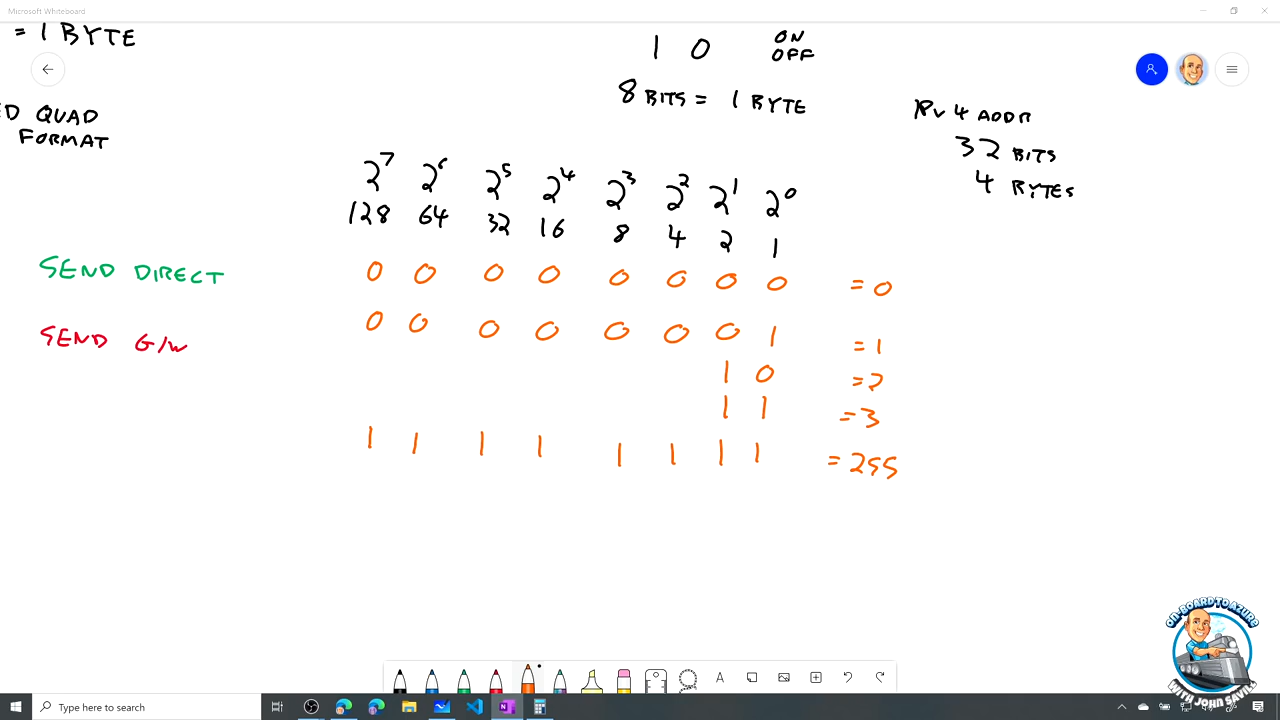 Microsoft Whiteboard
= 1 BYTE
1 0 ON
OFF
8 BITS = 1 BYTE
ED QUAD
FORMAT
IPv4 ADDR
32 BITS
4 BYTES
2^7 2^6 2^5 2^4 2^3 2^2 2^1 2^0
128 64 32 16 8 4 2 1
SEND DIRECT
0 0 0 0 0 0 0 0 = 0
SEND G/W
0 0 0 0 0 0 0 1 = 1
1 0 = 2
1 1 = 3
1 1 1 1 1 1 1 1 = 255
ON-BOARD TO AZURE
WITH JOHN SAVILL
A
Type here to search